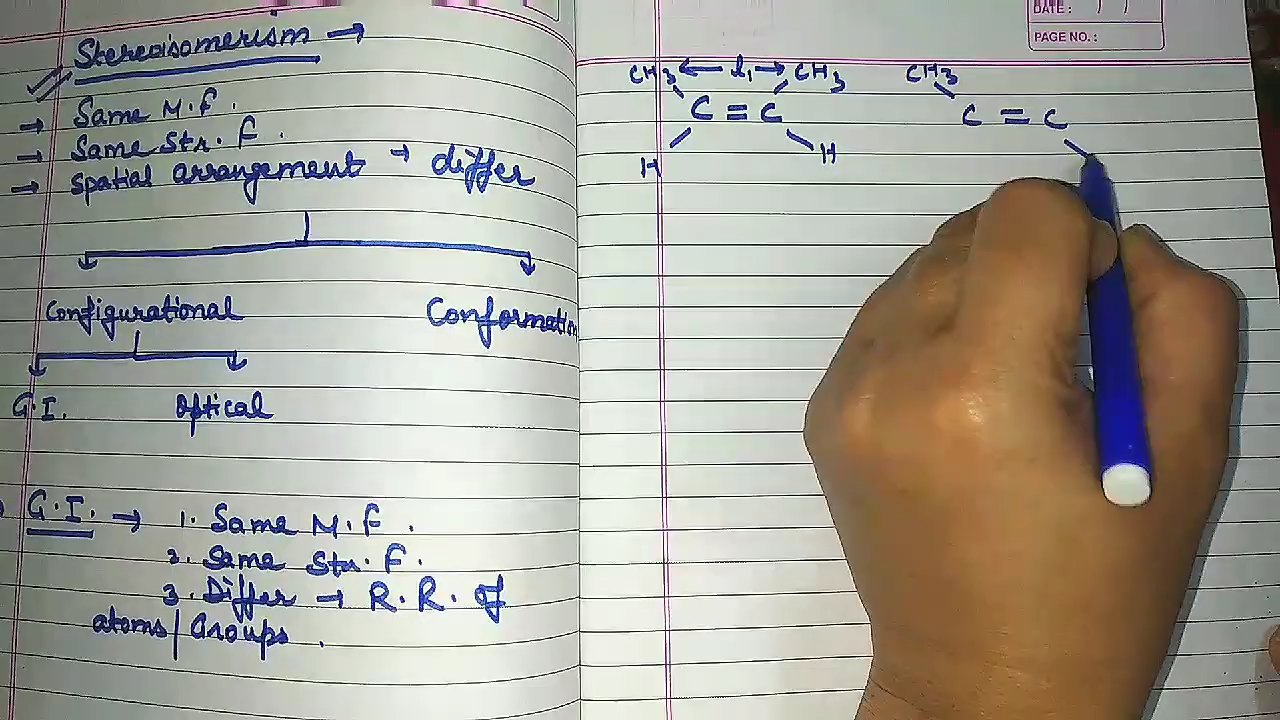 Stereoisomerism →
→ Same M.F.
→ Same Str. F.
→ Spatial arrangement → differ
Configurational Conformation
G.I. Optical
G.I. → 1. Same M.F.
2. Same Str. F.
3. Differ → R.R. of
atoms/Groups.
DATE: / /
PAGE NO.:
CH3 ← l1 → CH3 CH3
C = C C = C
H H